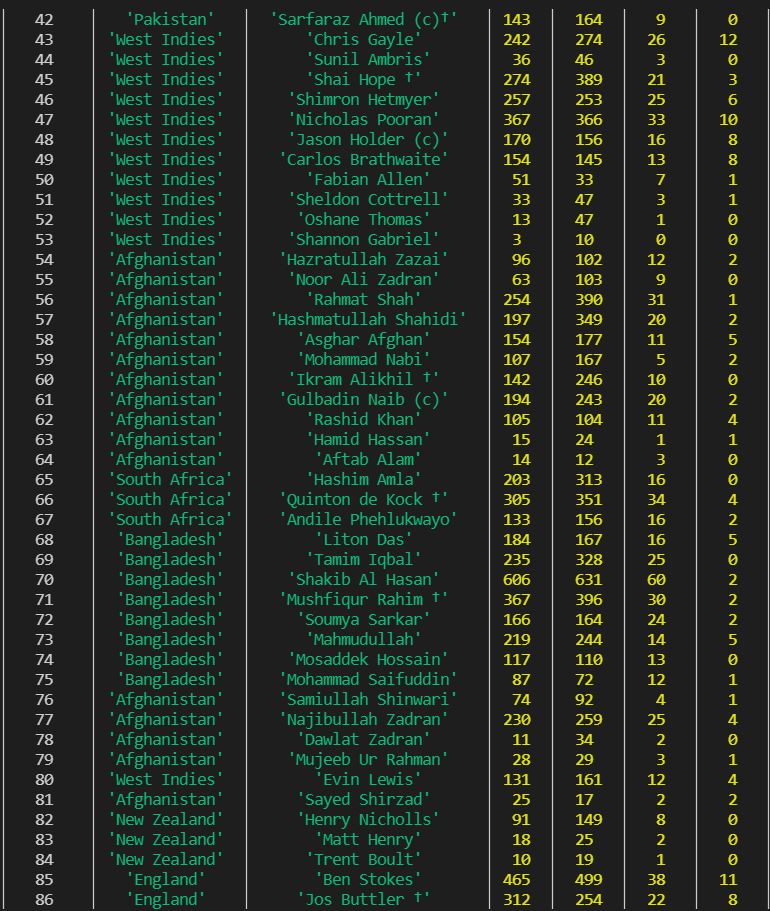 42 'Pakistan' 'Sarfaraz Ahmed (c)†' 143 164 9 0
43 'West Indies' 'Chris Gayle' 242 274 26 12
44 'West Indies' 'Sunil Ambris' 36 46 3 0
45 'West Indies' 'Shai Hope †' 274 389 21 3
46 'West Indies' 'Shimron Hetmyer' 257 253 25 6
47 'West Indies' 'Nicholas Pooran' 367 366 33 10
48 'West Indies' 'Jason Holder (c)' 170 156 16 8
49 'West Indies' 'Carlos Brathwaite' 154 145 13 8
50 'West Indies' 'Fabian Allen' 51 33 7 1
51 'West Indies' 'Sheldon Cottrell' 33 47 3 1
52 'West Indies' 'Oshane Thomas' 13 47 1 0
53 'West Indies' 'Shannon Gabriel' 3 10 0 0
54 'Afghanistan' 'Hazratullah Zazai' 96 102 12 2
55 'Afghanistan' 'Noor Ali Zadran' 63 103 9 0
56 'Afghanistan' 'Rahmat Shah' 254 390 31 1
57 'Afghanistan' 'Hashmatullah Shahidi' 197 349 20 2
58 'Afghanistan' 'Asghar Afghan' 154 177 11 5
59 'Afghanistan' 'Mohammad Nabi' 107 167 5 2
60 'Afghanistan' 'Ikram Alikhil †' 142 246 10 0
61 'Afghanistan' 'Gulbadin Naib (c)' 194 243 20 2
62 'Afghanistan' 'Rashid Khan' 105 104 11 4
63 'Afghanistan' 'Hamid Hassan' 15 24 1 1
64 'Afghanistan' 'Aftab Alam' 14 12 3 0
65 'South Africa' 'Hashim Amla' 203 313 16 0
66 'South Africa' 'Quinton de Kock †' 305 351 34 4
67 'South Africa' 'Andile Phehlukwayo' 133 156 16 2
68 'Bangladesh' 'Liton Das' 184 167 16 5
69 'Bangladesh' 'Tamim Iqbal' 235 328 25 0
70 'Bangladesh' 'Shakib Al Hasan' 606 631 60 2
71 'Bangladesh' 'Mushfiqur Rahim †' 367 396 30 2
72 'Bangladesh' 'Soumya Sarkar' 166 164 24 2
73 'Bangladesh' 'Mahmudullah' 219 244 14 5
74 'Bangladesh' 'Mosaddek Hossain' 117 110 13 0
75 'Bangladesh' 'Mohammad Saifuddin' 87 72 12 1
76 'Afghanistan' 'Samiullah Shinwari' 74 92 4 1
77 'Afghanistan' 'Najibullah Zadran' 230 259 25 4
78 'Afghanistan' 'Dawlat Zadran' 11 34 2 0
79 'Afghanistan' 'Mujeeb Ur Rahman' 28 29 3 1
80 'West Indies' 'Evin Lewis' 131 161 12 4
81 'Afghanistan' 'Sayed Shirzad' 25 17 2 2
82 'New Zealand' 'Henry Nicholls' 91 149 8 0
83 'New Zealand' 'Matt Henry' 18 25 2 0
84 'New Zealand' 'Trent Boult' 10 19 1 0
85 'England' 'Ben Stokes' 465 499 38 11
86 'England' 'Jos Buttler †' 312 254 22 8